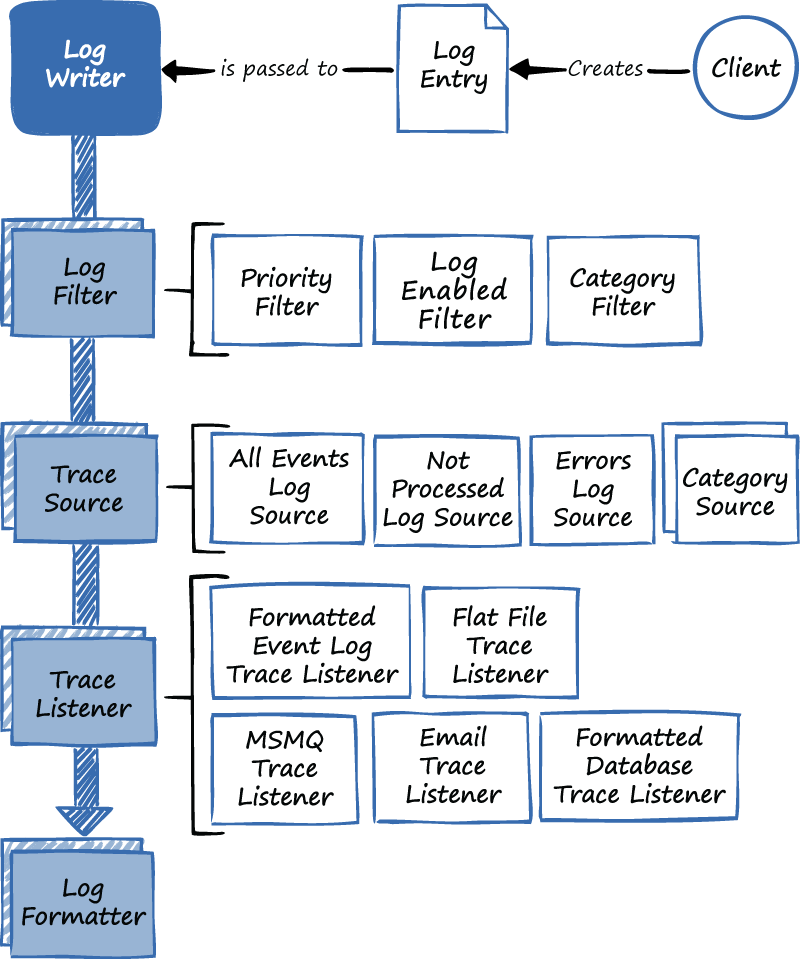 Log
Writer
is passed to
Log
Entry
Creates
Client
Log
Filter
Priority
Filter
Log
Enabled
Filter
Category
Filter
Trace
Source
All Events
Log
Source
Not
Processed
Log Source
Errors
Log
Source
Category
Source
Trace
Listener
Formatted
Event Log
Trace Listener
Flat File
Trace
Listener
MSMQ
Trace
Listener
Email
Trace
Listener
Formatted
Database
Trace Listener
Log
Formatter